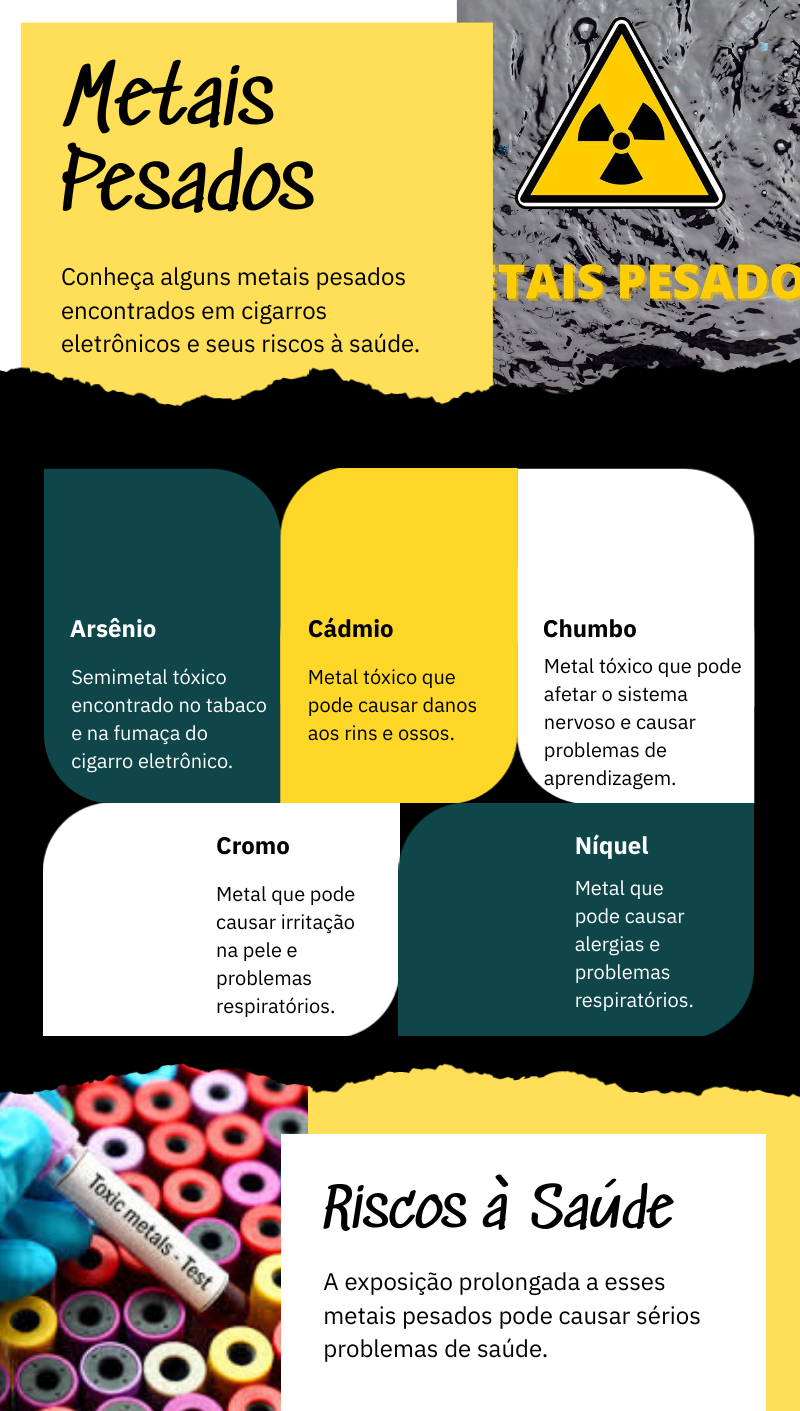 Metais
Pesados
Conheça alguns metais pesados
encontrados em cigarros
eletrônicos e seus riscos à saúde.
ETAIS PESADO
Arsênio
Semimetal tóxico
encontrado no tabaco
e na fumaça do
cigarro eletrônico.
Cádmio
Metal tóxico que
pode causar danos
aos rins e ossos.
Chumbo
Metal tóxico que pode
afetar o sistema
nervoso e causar
problemas de
aprendizagem.
Cromo
Metal que pode
causar irritação
na pele e
problemas
respiratórios.
Níquel
Metal que
pode causar
alergias e
problemas
respiratórios.
Toxic metals - Test
Riscos à Saúde
A exposição prolongada a esses
metais pesados pode causar sérios
problemas de saúde.